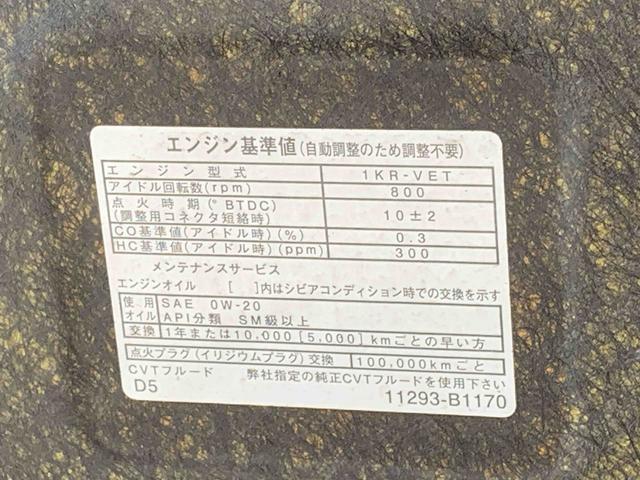 エンジン基準値(自動調整のため調整不要)
エンジン型式 1KR-VET
アイドル回転数(rpm) 800
点火時期(°BTDC)
(調整用コネクタ短絡時) 10±2
CO基準値(アイドル時)(%) 0.3
HC基準値(アイドル時)(ppm) 300
メンテナンスサービス
エンジンオイル [ ]内はシビアコンディション時での交換を示す
使用 SAE 0W-20
オイル API分類 SM級以上
交換 1年または10,000[5,000]kmごとの早い方
点火プラグ(イリジウムプラグ)交換 100,000kmごと
CVTフルード 弊社指定の純正CVTフルードを使用下さい
D5 11293-B1170